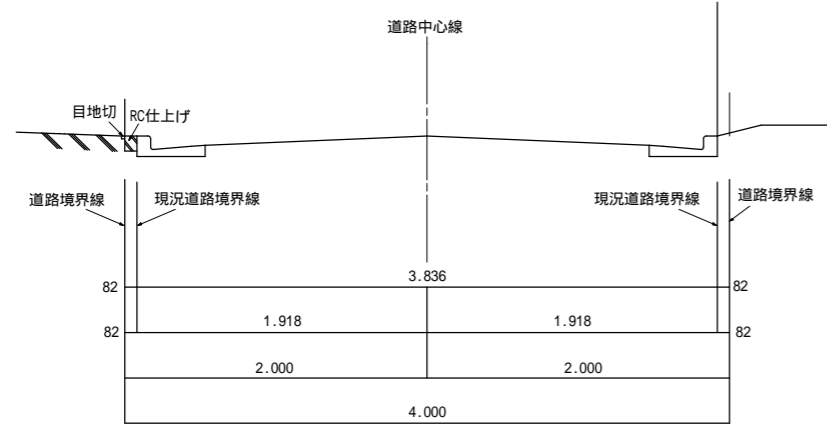 道路中心線
目地切
RC仕上げ
道路境界線
現況道路境界線
現況道路境界線
道路境界線
3.836
82
82
1.918
1.918
82
82
2.000
2.000
4.000